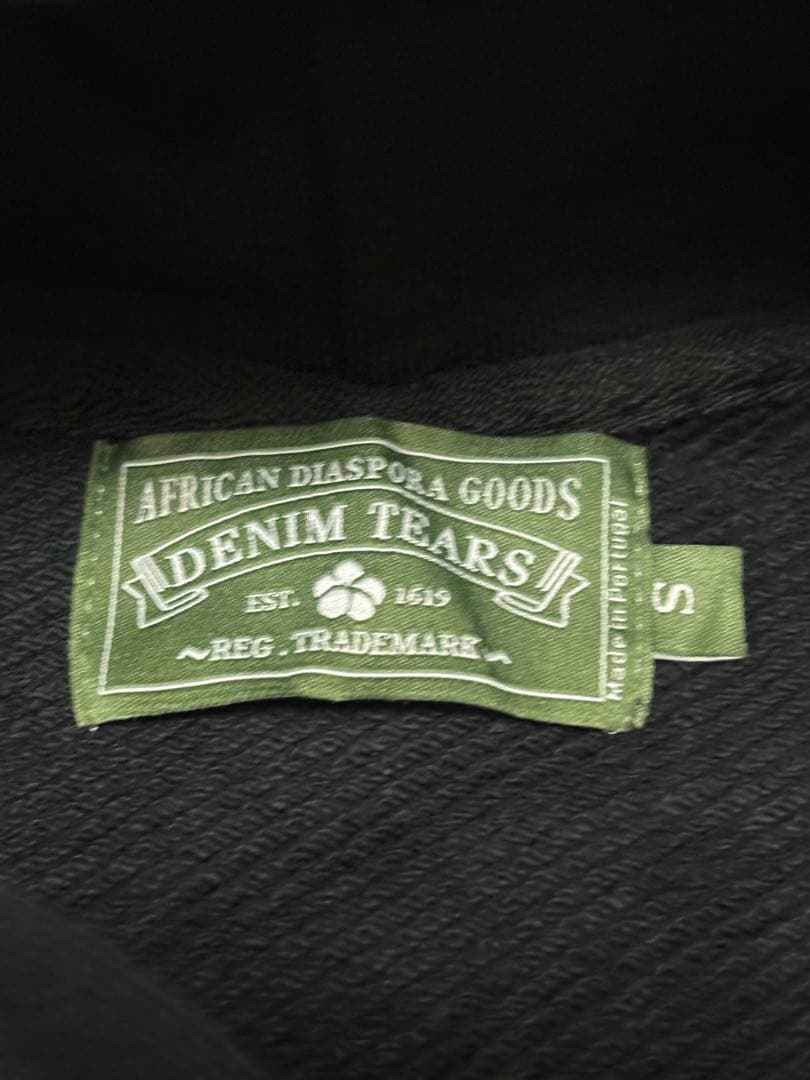 AFRICAN DIASPORA GOODS
DENIM TEARS
EST. 1619
~REG. TRADEMARK~
Made in Portugal
S